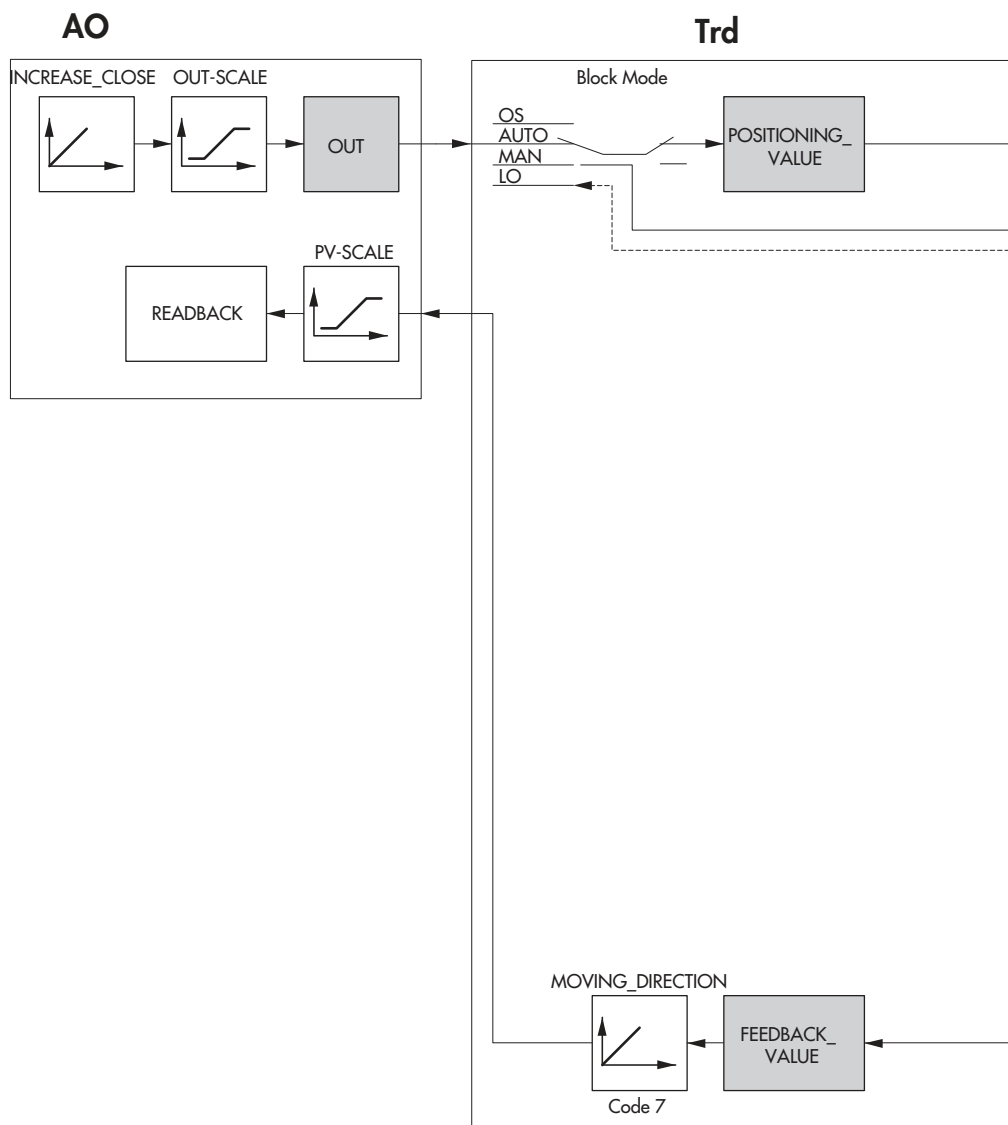 AO
Trd
INCREASE_CLOSE
OUT-SCALE
Block Mode
OUT
OS
AUTO
MAN
LO
POSITIONING_
VALUE
PV-SCALE
READBACK
MOVING_DIRECTION
FEEDBACK_
VALUE
Code 7